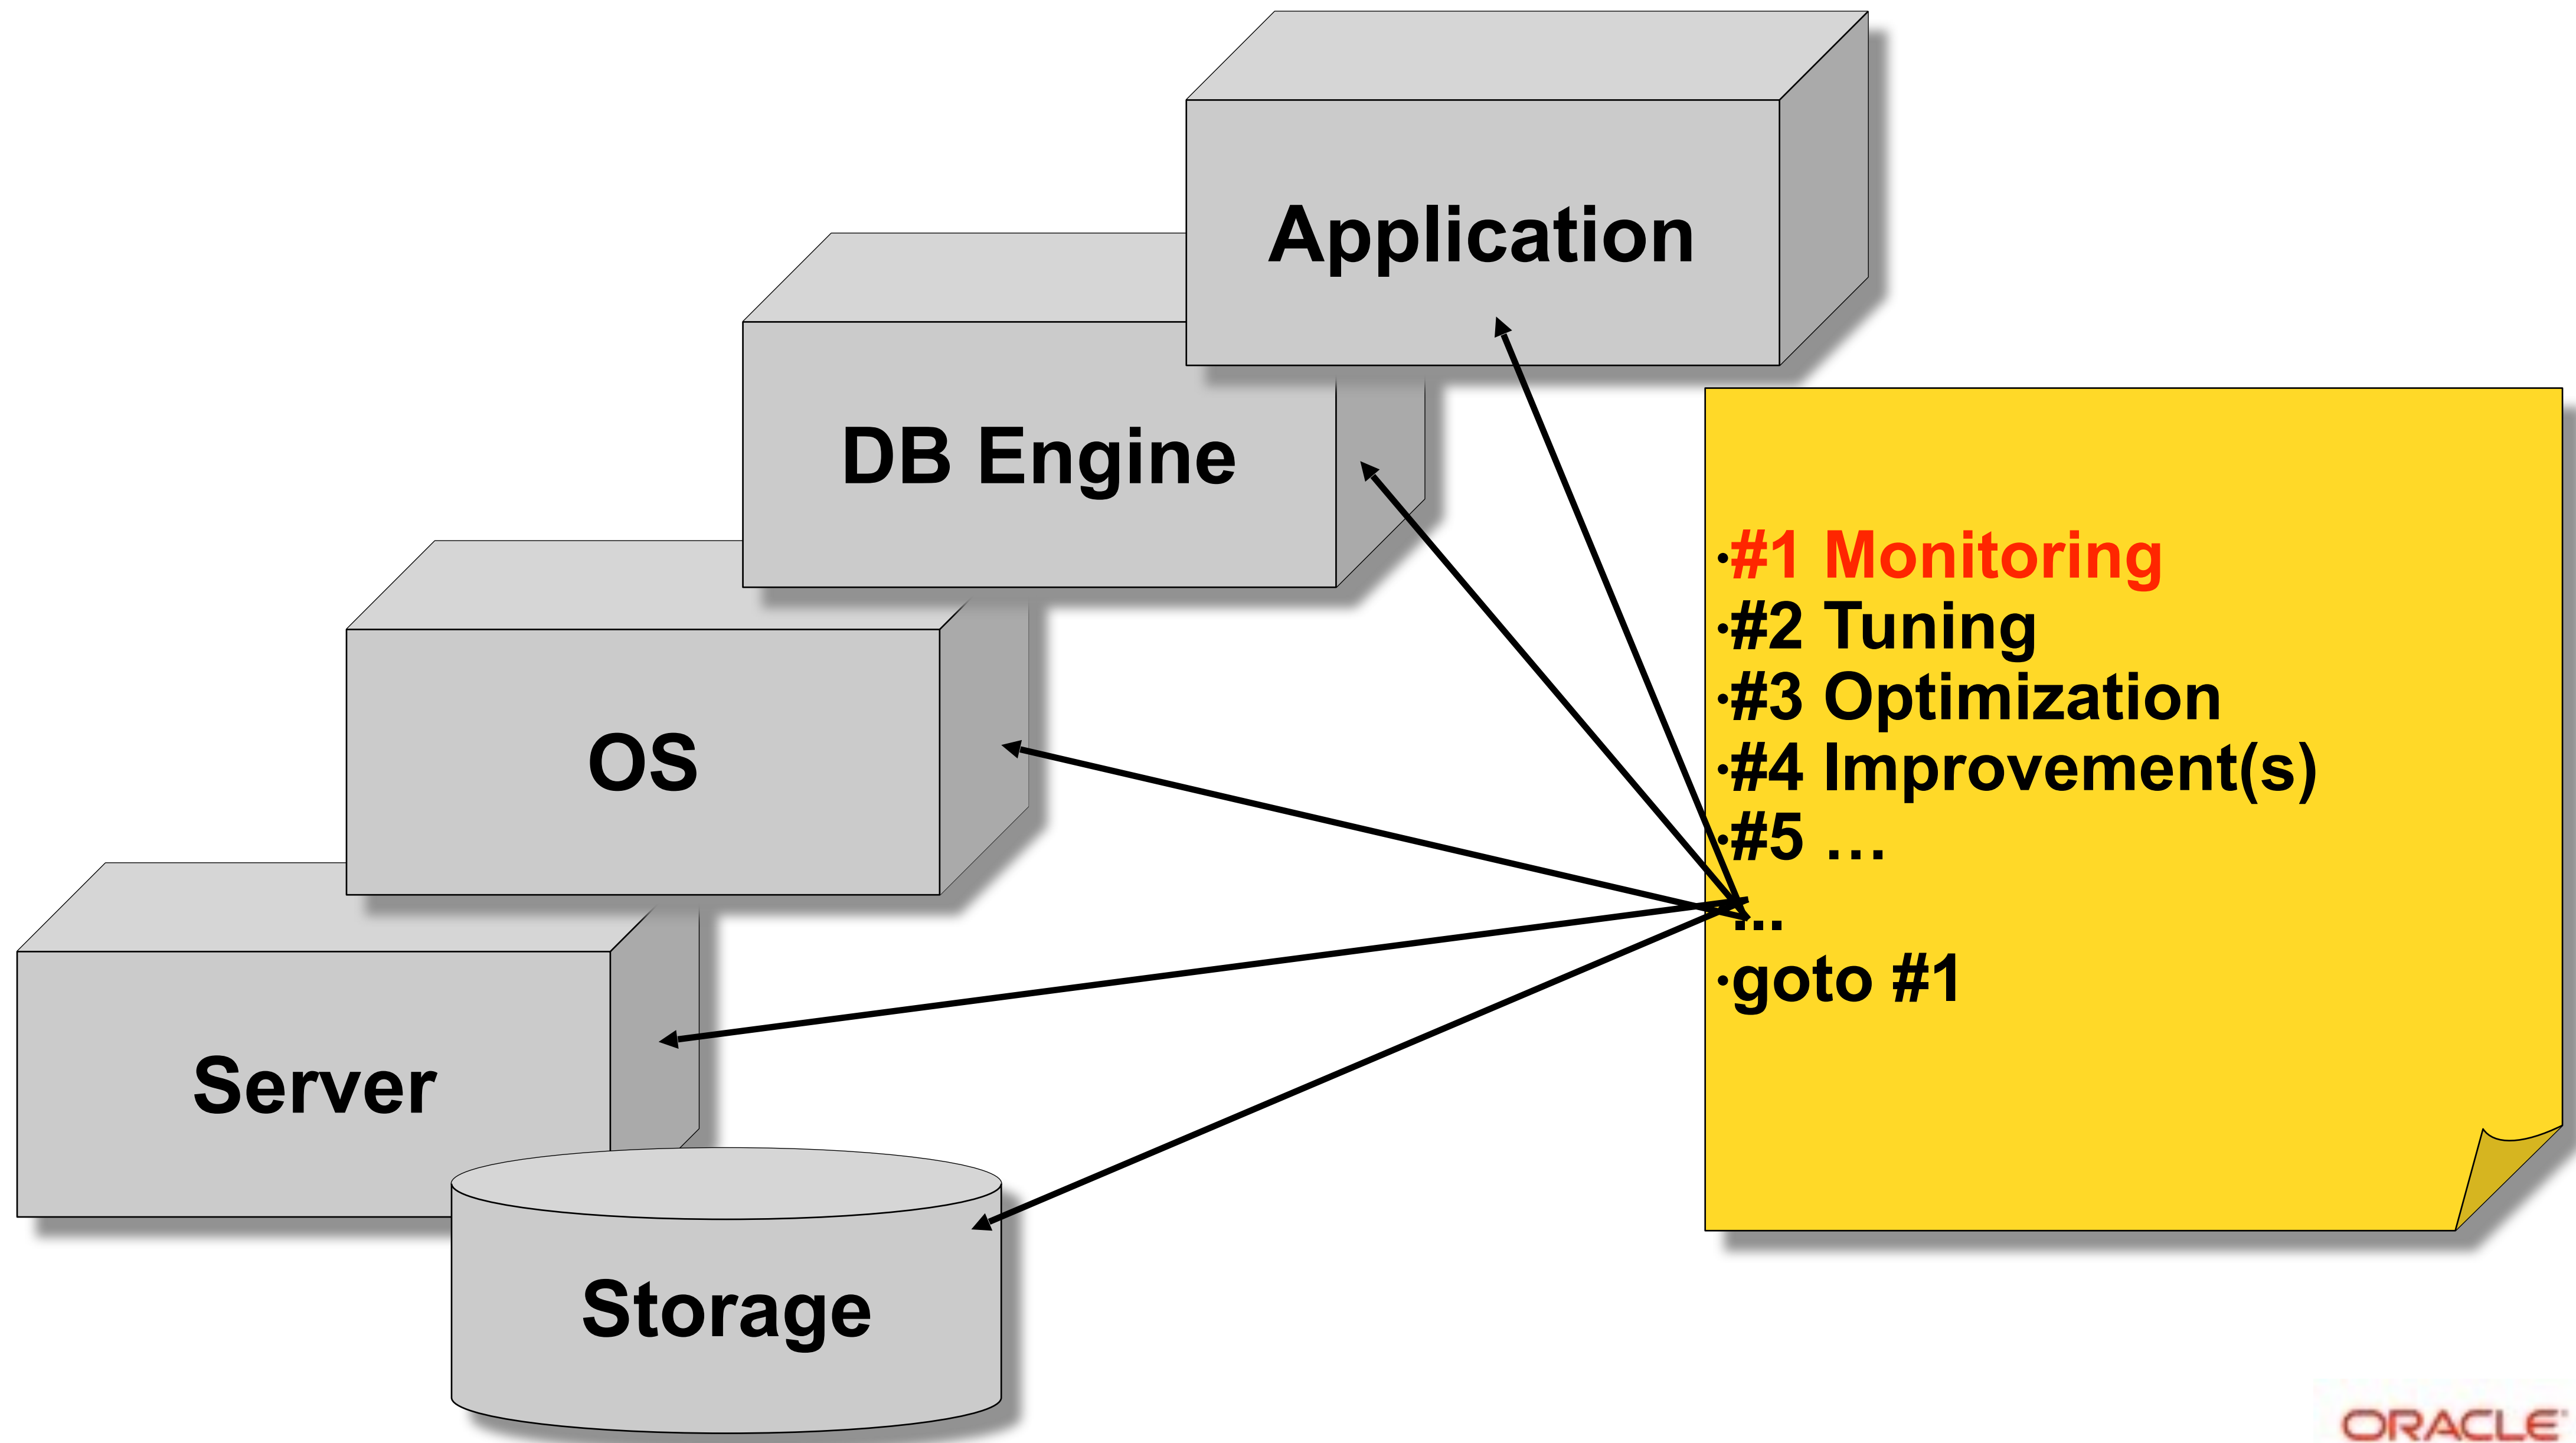 Application
DB Engine
OS
Server
Storage
·#1 Monitoring
·#2 Tuning
·#3 Optimization
·#4 Improvement(s)
·#5 …
...
·goto #1
ORACLE